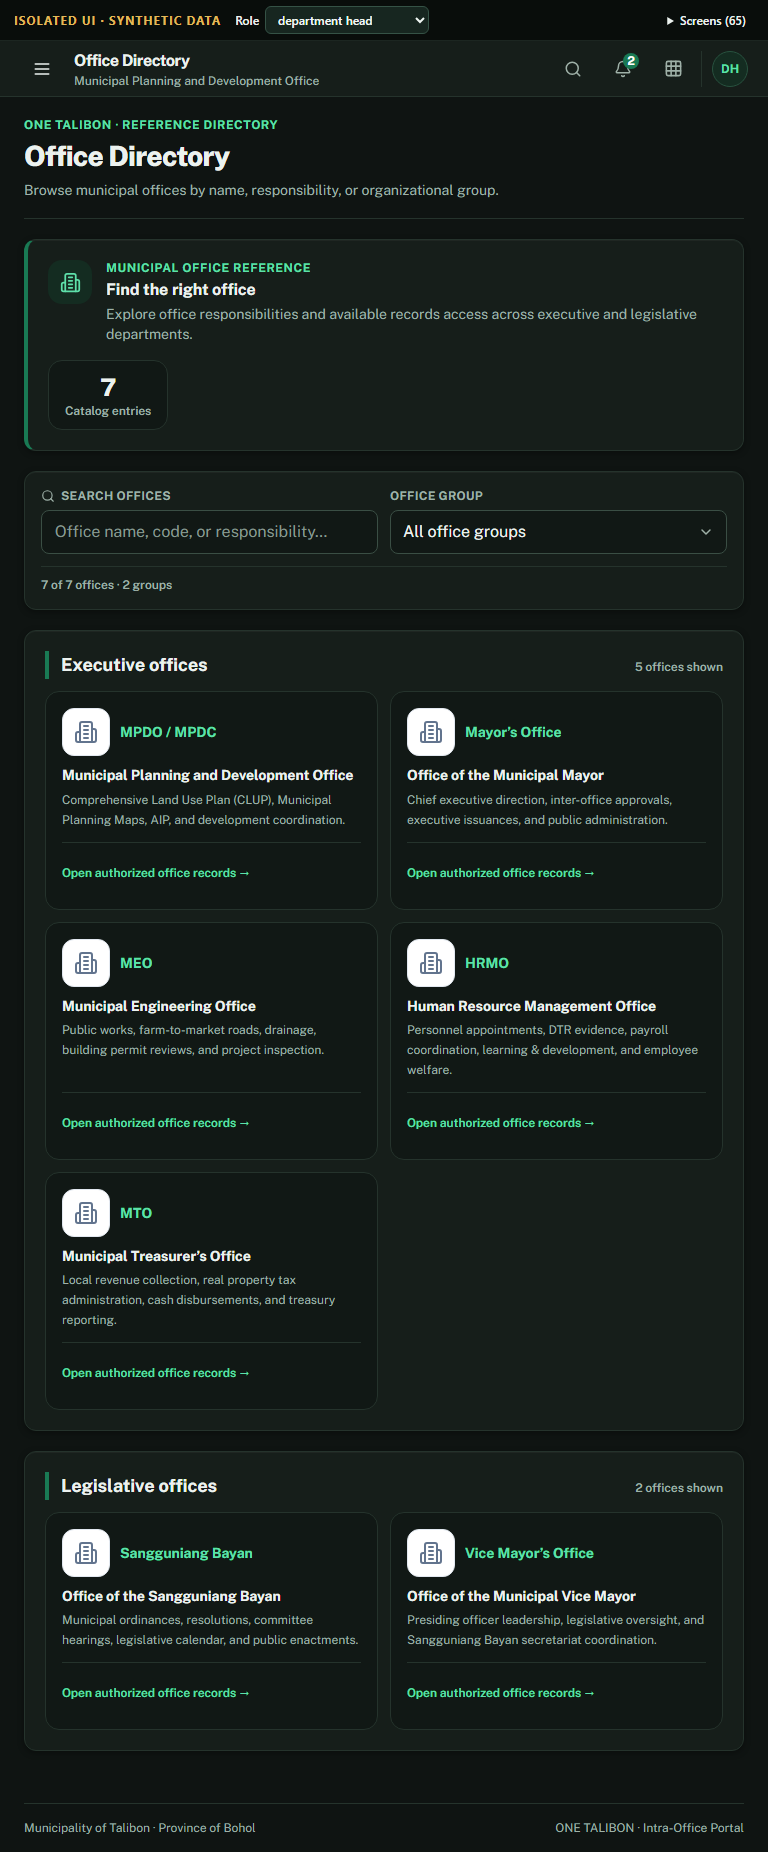 ISOLATED UI · SYNTHETIC DATA Role department head ▶ Screens (65)
Office Directory
Municipal Planning and Development Office
2
DH
ONE TALIBON · REFERENCE DIRECTORY
Office Directory
Browse municipal offices by name, responsibility, or organizational group.
MUNICIPAL OFFICE REFERENCE
Find the right office
Explore office responsibilities and available records access across executive and legislative
departments.
7
Catalog entries
SEARCH OFFICES
Office name, code, or responsibility...
OFFICE GROUP
All office groups
7 of 7 offices · 2 groups
Executive offices
5 offices shown
MPDO / MPDC
Municipal Planning and Development Office
Comprehensive Land Use Plan (CLUP), Municipal
Planning Maps, AIP, and development coordination.
Open authorized office records →
Mayor’s Office
Office of the Municipal Mayor
Chief executive direction, inter-office approvals,
executive issuances, and public administration.
Open authorized office records →
MEO
Municipal Engineering Office
Public works, farm-to-market roads, drainage,
building permit reviews, and project inspection.
Open authorized office records →
HRMO
Human Resource Management Office
Personnel appointments, DTR evidence, payroll
coordination, learning & development, and employee
welfare.
Open authorized office records →
MTO
Municipal Treasurer’s Office
Local revenue collection, real property tax
administration, cash disbursements, and treasury
reporting.
Open authorized office records →
Legislative offices
2 offices shown
Sangguniang Bayan
Office of the Sangguniang Bayan
Municipal ordinances, resolutions, committee
hearings, legislative calendar, and public enactments.
Open authorized office records →
Vice Mayor’s Office
Office of the Municipal Vice Mayor
Presiding officer leadership, legislative oversight, and
Sangguniang Bayan secretariat coordination.
Open authorized office records →
Municipality of Talibon · Province of Bohol
ONE TALIBON · Intra-Office Portal